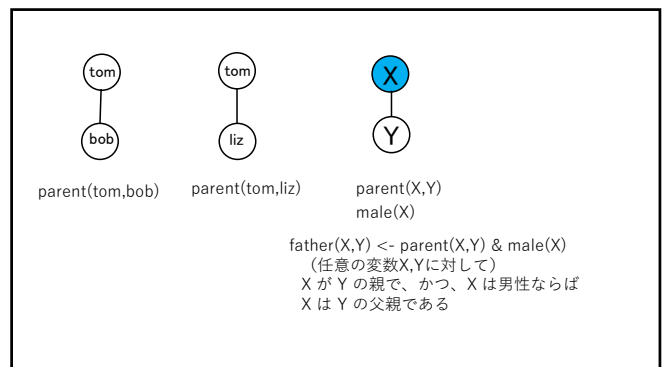 tom
bob
parent(tom,bob)
tom
liz
parent(tom,liz)
X
Y
parent(X,Y)
male(X)
father(X,Y) <- parent(X,Y) & male(X)
（任意の変数X,Yに対して）
X が Y の親で、かつ、X は男性ならば
X は Y の父親である